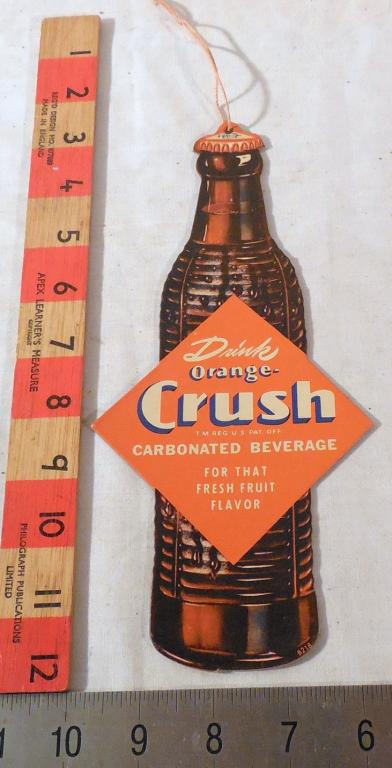 1
2
3
4
5
6
7
8
9
10
11
12
MADE IN ENGLAND
APEX LEARNER'S MEASURE
COPYRIGHT
PHILOGRAPH PUBLICATIONS
LIMITED
Drink
Orange-
Crush
T M REG U S PAT. OFF.
CARBONATED BEVERAGE
FOR THAT
FRESH FRUIT
FLAVOR
11 10 9 8 7 6